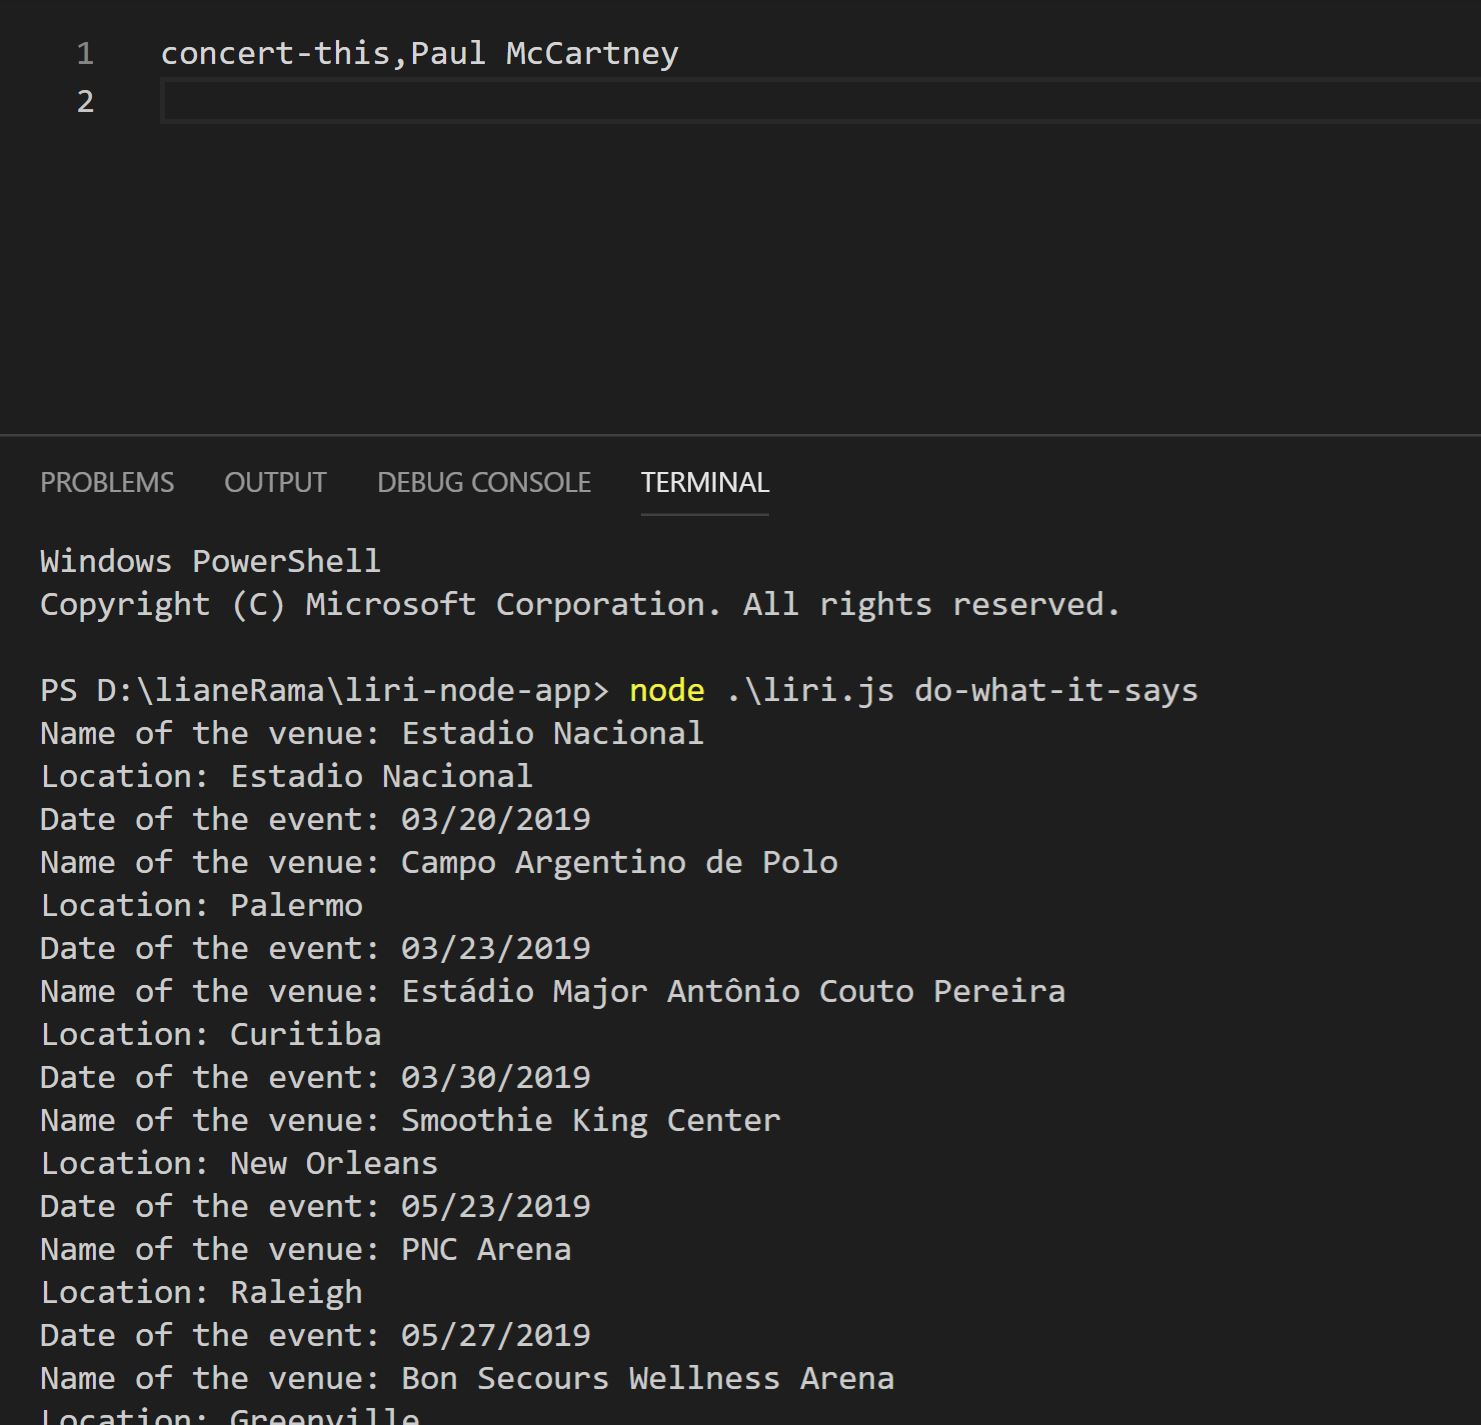 1 concert-this,Paul McCartney
2
PROBLEMS OUTPUT DEBUG CONSOLE TERMINAL
Windows PowerShell
Copyright (C) Microsoft Corporation. All rights reserved.
PS D:\lianeRama\liri-node-app> node .\liri.js do-what-it-says
Name of the venue: Estadio Nacional
Location: Estadio Nacional
Date of the event: 03/20/2019
Name of the venue: Campo Argentino de Polo
Location: Palermo
Date of the event: 03/23/2019
Name of the venue: Estádio Major Antônio Couto Pereira
Location: Curitiba
Date of the event: 03/30/2019
Name of the venue: Smoothie King Center
Location: New Orleans
Date of the event: 05/23/2019
Name of the venue: PNC Arena
Location: Raleigh
Date of the event: 05/27/2019
Name of the venue: Bon Secours Wellness Arena
Location: Greenville